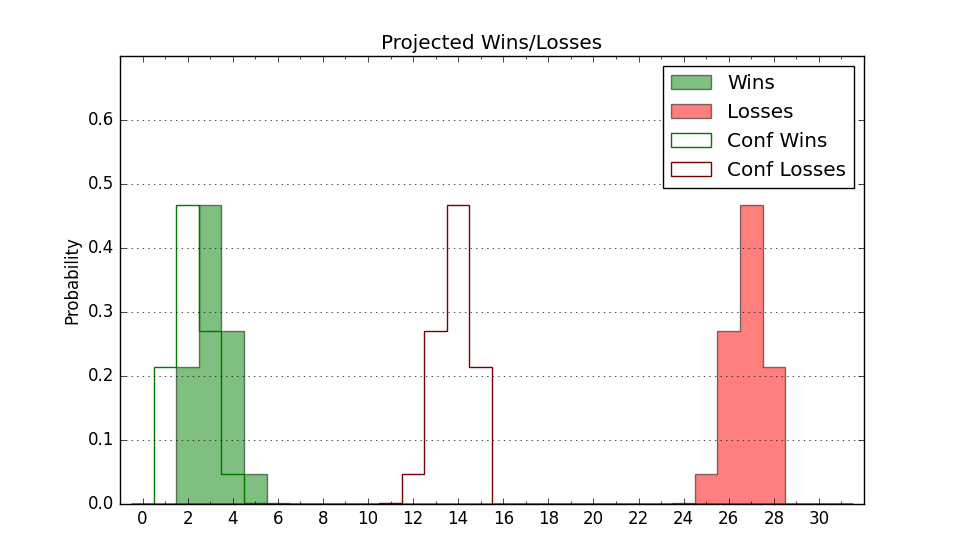 Projected Wins/Losses
Wins
Losses
Conf Wins
Conf Losses
Probability
0.6
0.5
0.4
0.3
0.2
0.1
0.0
0 2 4 6 8 10 12 14 16 18 20 22 24 26 28 30